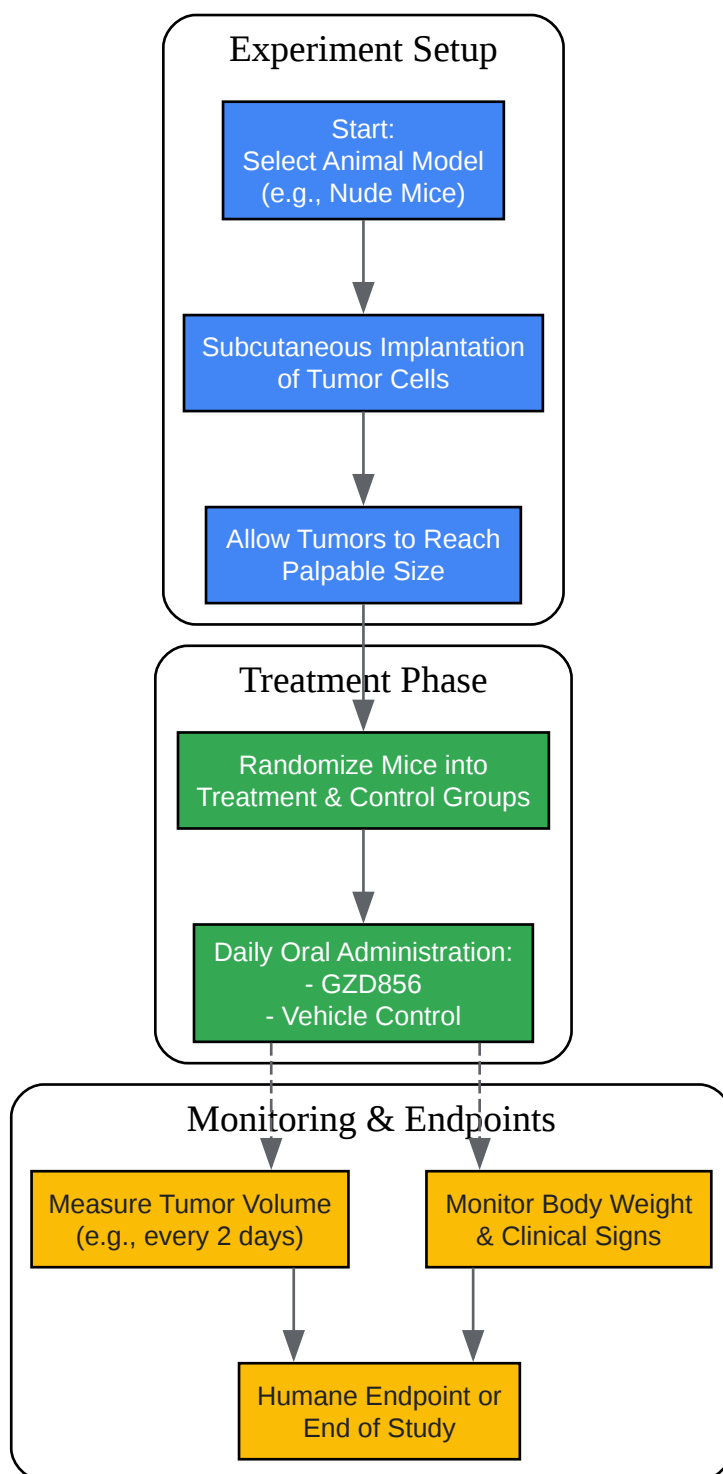 Experiment Setup
Start:
Select Animal Model
(e.g., Nude Mice)
Subcutaneous Implantation
of Tumor Cells
Allow Tumors to Reach
Palpable Size
Treatment Phase
Randomize Mice into
Treatment & Control Groups
Daily Oral Administration:
- GZD856
- Vehicle Control
Monitoring & Endpoints
Measure Tumor Volume
(e.g., every 2 days)
Monitor Body Weight
& Clinical Signs
Humane Endpoint or
End of Study